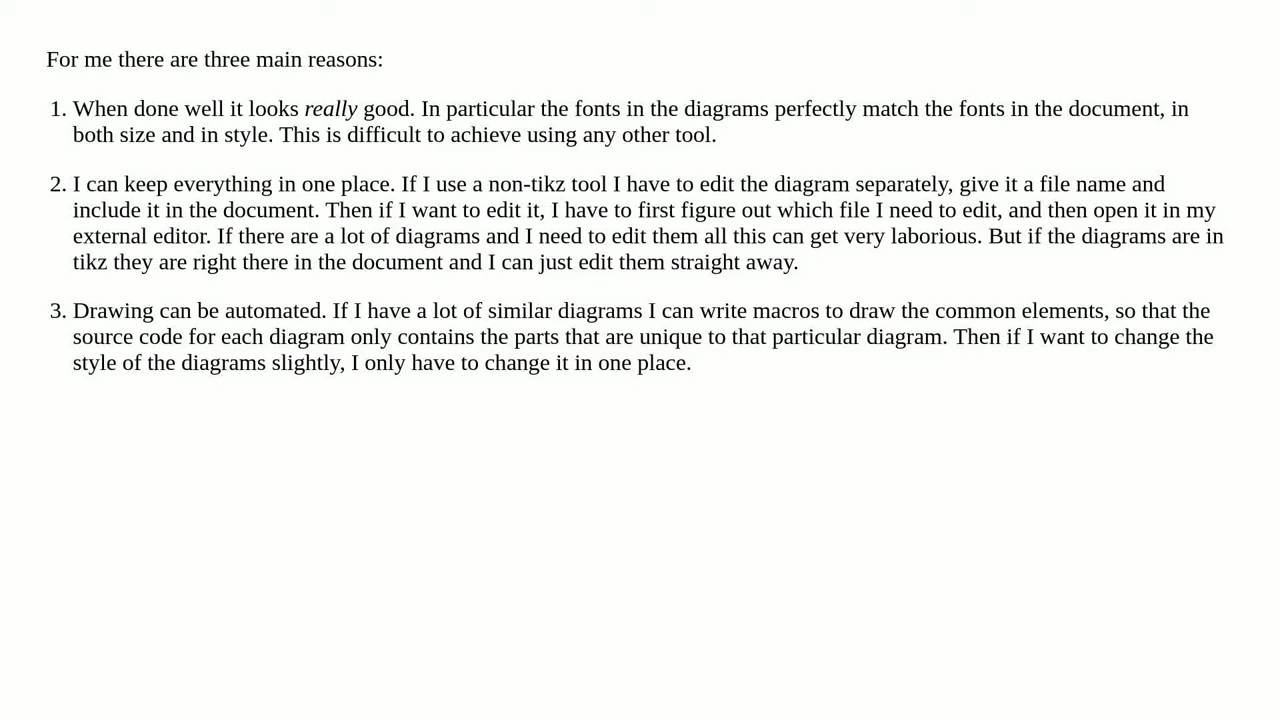 For me there are three main reasons:
1. When done well it looks really good. In particular the fonts in the diagrams perfectly match the fonts in the document, in
both size and in style. This is difficult to achieve using any other tool.
2. I can keep everything in one place. If I use a non-tikz tool I have to edit the diagram separately, give it a file name and
include it in the document. Then if I want to edit it, I have to first figure out which file I need to edit, and then open it in my
external editor. If there are a lot of diagrams and I need to edit them all this can get very laborious. But if the diagrams are in
tikz they are right there in the document and I can just edit them straight away.
3. Drawing can be automated. If I have a lot of similar diagrams I can write macros to draw the common elements, so that the
source code for each diagram only contains the parts that are unique to that particular diagram. Then if I want to change the
style of the diagrams slightly, I only have to change it in one place.